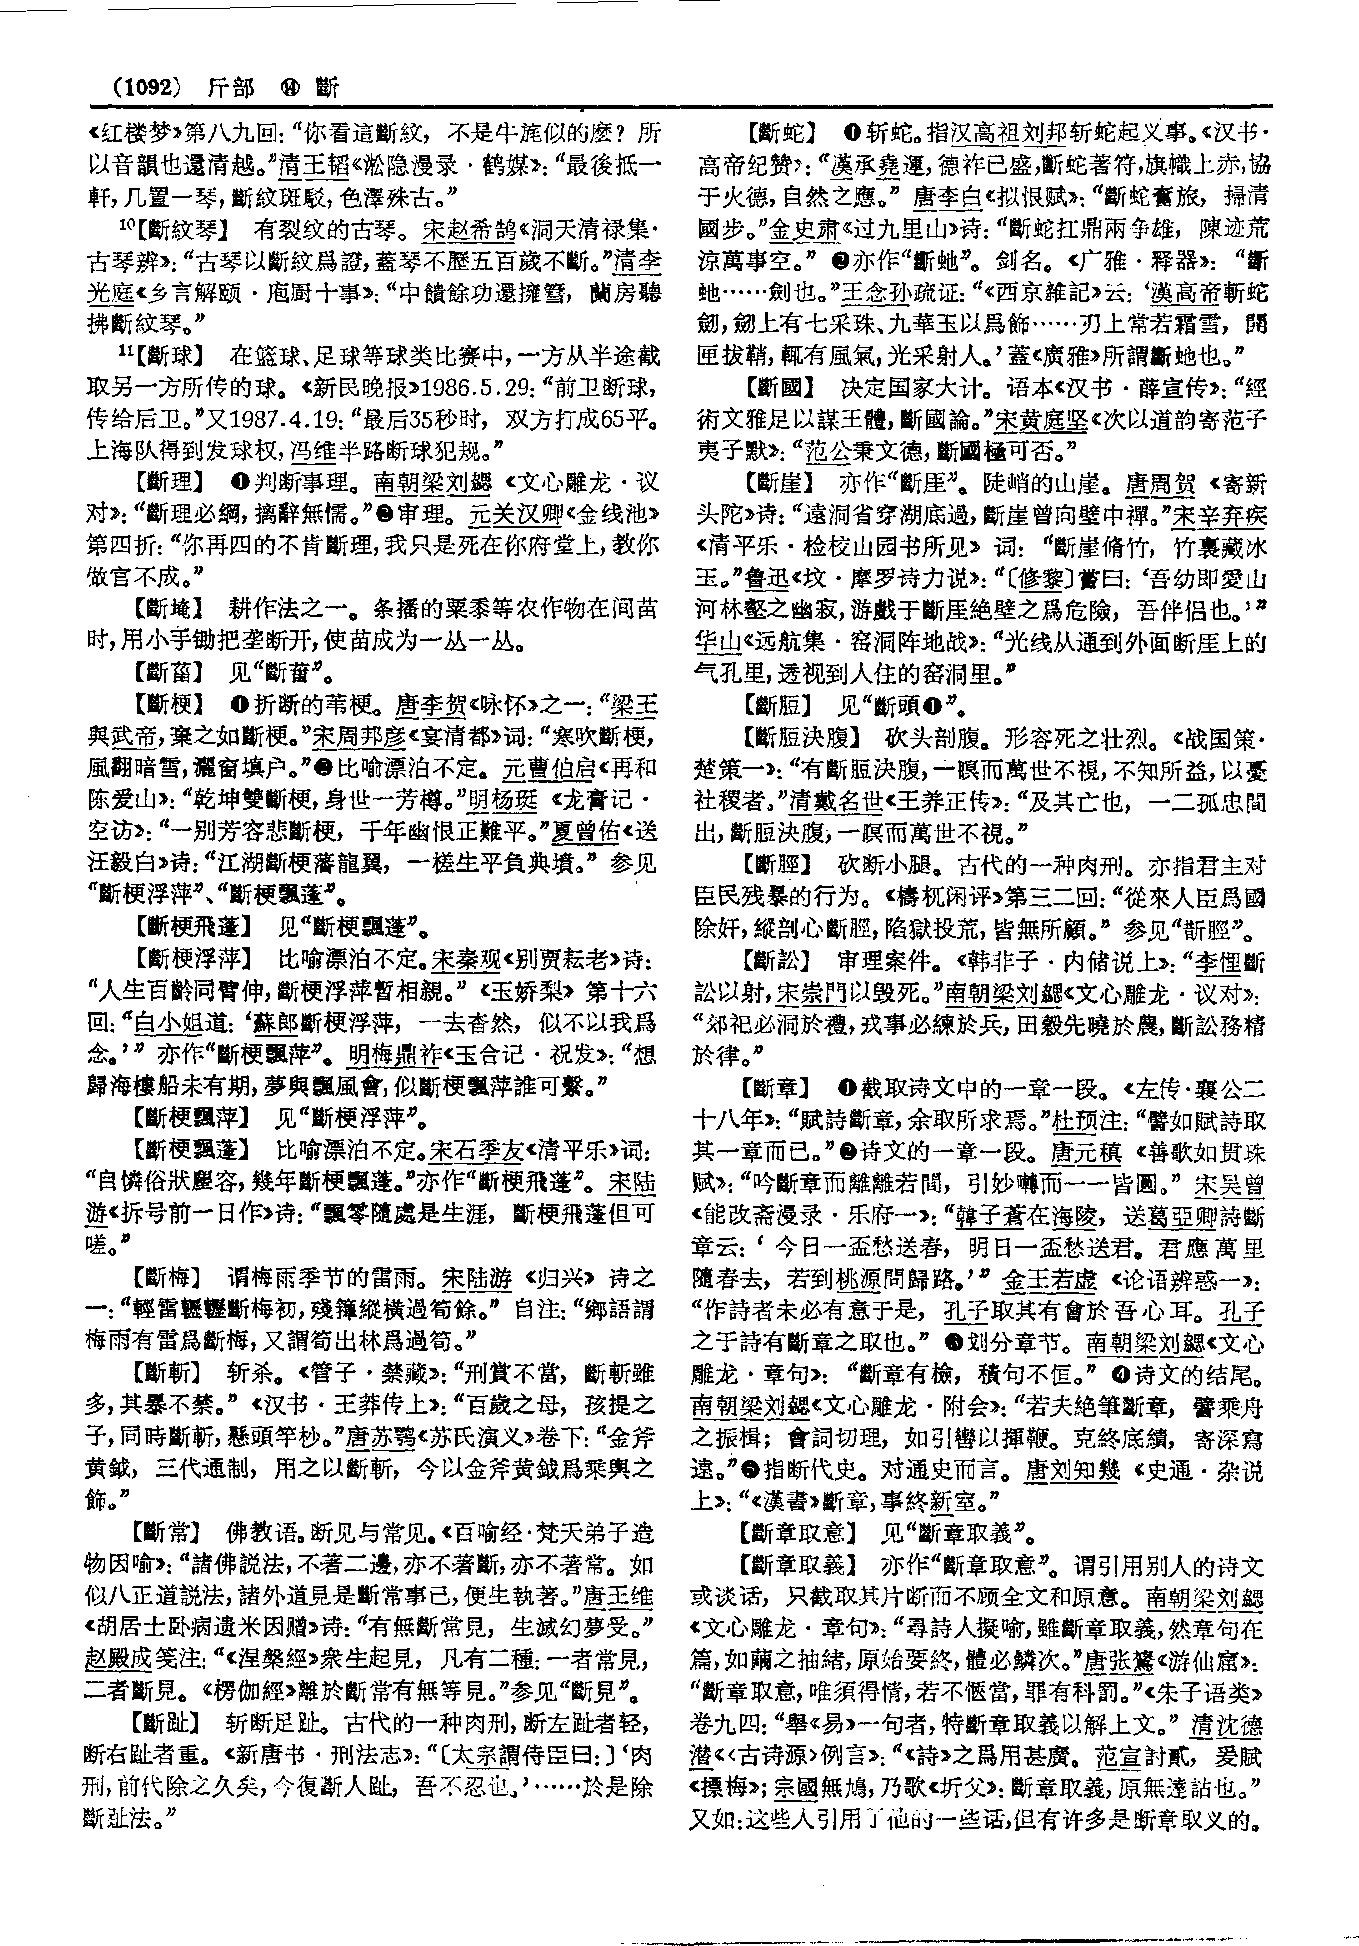 (1092) 斤部 ⑭ 斷
《红楼梦》第八九回：“你看這斷紋，不是牛旄似的麽？所
以音韻也還清越。”清王韬《淞隐漫录·鹤媒》：“最後抵一
軒，几置一琴，斷紋斑駁，色澤殊古。”
10【斷紋琴】 有裂纹的古琴。宋赵希鹄《洞天清禄集·
古琴辨》：“古琴以斷紋爲證，蓋琴不歷五百歲不斷。”清李
光庭《乡言解颐·庖厨十事》：“中饋餘功還擁篲，蘭房聽
拂斷紋琴。”
11【斷球】 在篮球、足球等球类比赛中，一方从半途截
取另一方所传的球。《新民晚报》1986.5.29：“前卫断球，
传给后卫。”又1987.4.19：“最后35秒时，双方打成65平。
上海队得到发球权，冯维半路断球犯规。”
【斷理】 ❶判断事理。南朝梁刘勰《文心雕龙·议
对》：“斷理必綱，摛辭無懦。”❷审理。元关汉卿《金线池》
第四折：“你再四的不肯斷理，我只是死在你府堂上，教你
做官不成。”
【斷埯】 耕作法之一。条播的粟黍等农作物在间苗
时，用小手锄把垄断开，使苗成为一丛一丛。
【斷菑】 见“斷葘”。
【斷梗】 ❶折断的苇梗。唐李贺《咏怀》之一：“梁王
與武帝，棄之如斷梗。”宋周邦彦《宴清都》词：“寒吹斷梗，
風翻暗雪，灑窗填户。”❷比喻漂泊不定。元曹伯启《再和
陈爱山》：“乾坤雙斷梗，身世一芳樽。”明杨珽《龙膏记·
空访》：“一别芳容悲斷梗，千年幽恨正難平。”夏曾佑《送
汪毅白》诗：“江湖斷梗藩龍翼，一槎生平負典墳。”参见
“斷梗浮萍”、“斷梗飄蓬”。
【斷梗飛蓬】 见“斷梗飄蓬”。
【斷梗浮萍】 比喻漂泊不定。宋秦观《别贾耘老》诗：
“人生百齡同臂伸，斷梗浮萍暫相親。”《玉娇梨》第十六
回：“白小姐道：‘蘇郎斷梗浮萍，一去杳然，似不以我爲
念。’”亦作“斷梗飄萍”。明梅鼎祚《玉合记·祝发》：“想
歸海樓船未有期，夢與飄風會，似斷梗飄萍誰可繫。”
【斷梗飄萍】 见“斷梗浮萍”。
【斷梗飄蓬】 比喻漂泊不定。宋石季友《清平乐》词：
“自憐俗狀塵容，幾年斷梗飄蓬。”亦作“斷梗飛蓬”。宋陆
游《拆号前一日作》诗：“飄零隨處是生涯，斷梗飛蓬但可
嗟。”
【斷梅】 谓梅雨季节的雷雨。宋陆游《归兴》诗之
一：“輕雷轣轣斷梅初，殘籜縱横過筍餘。”自注：“鄉語謂
梅雨有雷爲斷梅，又謂筍出林爲過筍。”
【斷斬】 斩杀。《管子·禁藏》：“刑賞不當，斷斬雖
多，其暴不禁。”《汉书·王莽传上》：“百歲之母，孩提之
子，同時斷斬，懸頭竿杪。”唐苏鹗《苏氏演义》卷下：“金斧
黄鉞，三代通制，用之以斷斬，今以金斧黄鉞爲乘輿之
飾。”
【斷常】 佛教语。断见与常见。《百喻经·梵天弟子造
物因喻》：“諸佛説法，不著二邊，亦不著斷，亦不著常。如
似八正道説法，諸外道見是斷常事已，便生執著。”唐王维
《胡居士卧病遗米因赠》诗：“有無斷常見，生滅幻夢受。”
赵殿成笺注：“《涅槃經》衆生起見，凡有二種：一者常見，
二者斷見。《楞伽經》離於斷常有無等見。”参见“斷見”。
【斷趾】 斩断足趾。古代的一种肉刑，断左趾者轻，
断右趾者重。《新唐书·刑法志》：“〔太宗謂侍臣曰：〕‘肉
刑，前代除之久矣，今復斷人趾，吾不忍也。’……於是除
斷趾法。”
【斷蛇】 ❶斩蛇。指汉高祖刘邦斩蛇起义事。《汉书·
高帝纪赞》：“漢承堯運，德祚已盛，斷蛇著符，旗幟上赤，協
于火德，自然之應。”唐李白《拟恨赋》：“斷蛇奮旅，掃清
國步。”金史肃《过九里山》诗：“斷蛇扛鼎兩争雄，陳迹荒
涼萬事空。”❷亦作“斷虵”。剑名。《广雅·释器》：“斷
虵……劍也。”王念孙疏证：“《西京雜記》云：‘漢高帝斬蛇
劒，劒上有七采珠、九華玉以爲飾……刃上常若霜雪，開
匣拔鞘，輒有風氣，光采射人。’蓋《廣雅》所謂斷虵也。”
【斷國】 决定国家大计。语本《汉书·薛宣传》：“經
術文雅足以謀王體，斷國論。”宋黄庭坚《次以道韵寄范子
夷子默》：“范公秉文德，斷國極可否。”
【斷崖】 亦作“斷厓”。陡峭的山崖。唐周贺《寄新
头陀》诗：“遠洞省穿湖底過，斷崖曾向壁中禪。”宋辛弃疾
《清平乐·检校山园书所见》词：“斷崖脩竹，竹裏藏冰
玉。”鲁迅《坟·摩罗诗力说》：“〔修黎〕嘗曰：‘吾幼即愛山
河林壑之幽寂，游戲于斷厓絶壁之爲危險，吾伴侣也。’”
华山《远航集·窑洞阵地战》：“光线从通到外面断厓上的
气孔里，透视到人住的窑洞里。”
【斷脰】 见“斷頭❶”。
【斷脰決腹】 砍头剖腹。形容死之壮烈。《战国策·
楚策一》：“有斷脰決腹，一瞑而萬世不視，不知所益，以憂
社稷者。”清戴名世《王养正传》：“及其亡也，一二孤忠間
出，斷脰決腹，一瞑而萬世不視。”
【斷脛】 砍断小腿。古代的一种肉刑。亦指君主对
臣民残暴的行为。《梼杌闲评》第三二回：“從來人臣爲國
除奸，縱剖心斷脛，陷獄投荒，皆無所顧。”参见“斮脛”。
【斷訟】 审理案件。《韩非子·内储说上》：“李悝斷
訟以射，宋崇門以毁死。”南朝梁刘勰《文心雕龙·议对》：
“郊祀必洞於禮，戎事必練於兵，田穀先曉於農，斷訟務精
於律。”
【斷章】 ❶截取诗文中的一章一段。《左传·襄公二
十八年》：“賦詩斷章，余取所求焉。”杜预注：“譬如賦詩取
其一章而已。”❷诗文的一章一段。唐元稹《善歌如贯珠
赋》：“吟斷章而離離若間，引妙囀而一一皆圓。”宋吴曾
《能改斋漫录·乐府一》：“韓子蒼在海陵，送葛亞卿詩斷
章云：‘今日一盃愁送春，明日一盃愁送君。君應萬里
隨春去，若到桃源問歸路。’”金王若虚《论语辨惑一》：
“作詩者未必有意于是，孔子取其有會於吾心耳。孔子
之于詩有斷章之取也。”❸划分章节。南朝梁刘勰《文心
雕龙·章句》：“斷章有檢，積句不恒。”❹诗文的结尾。
南朝梁刘勰《文心雕龙·附会》：“若夫絶筆斷章，譬乘舟
之振楫；會詞切理，如引轡以揮鞭。克終底績，寄深寫
遠。”❺指断代史。对通史而言。唐刘知幾《史通·杂说
上》：“《漢書》斷章，事終新室。”
【斷章取意】 见“斷章取義”。
【斷章取義】 亦作“斷章取意”。谓引用别人的诗文
或谈话，只截取其片断而不顾全文和原意。南朝梁刘勰
《文心雕龙·章句》：“尋詩人擬喻，雖斷章取義，然章句在
篇，如繭之抽緒，原始要終，體必鱗次。”唐张鷟《游仙窟》：
“斷章取意，唯須得情，若不愜當，罪有科罰。”《朱子语类》
卷九四：“舉《易》一句者，特斷章取義以解上文。”清沈德
潜《〈古诗源〉例言》：“《詩》之爲用甚廣。范宣討貳，爰賦
《摽梅》；宗國無鳩，乃歌《圻父》：斷章取義，原無達詁也。”
又如：这些人引用了他的一些话，但有许多是断章取义的。